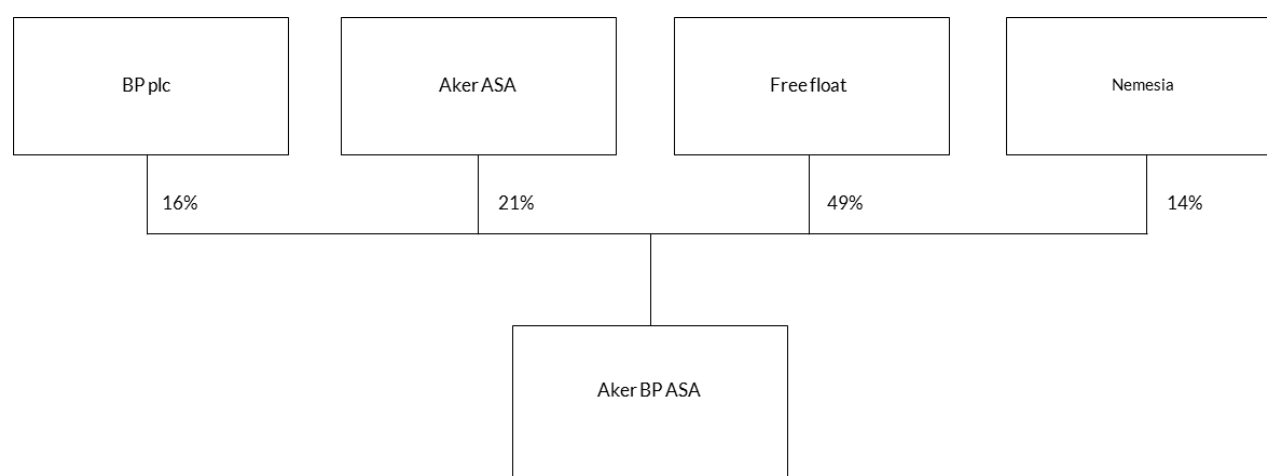 BP plc
Aker ASA
Free float
Nemesia
16%
21%
49%
14%
Aker BP ASA